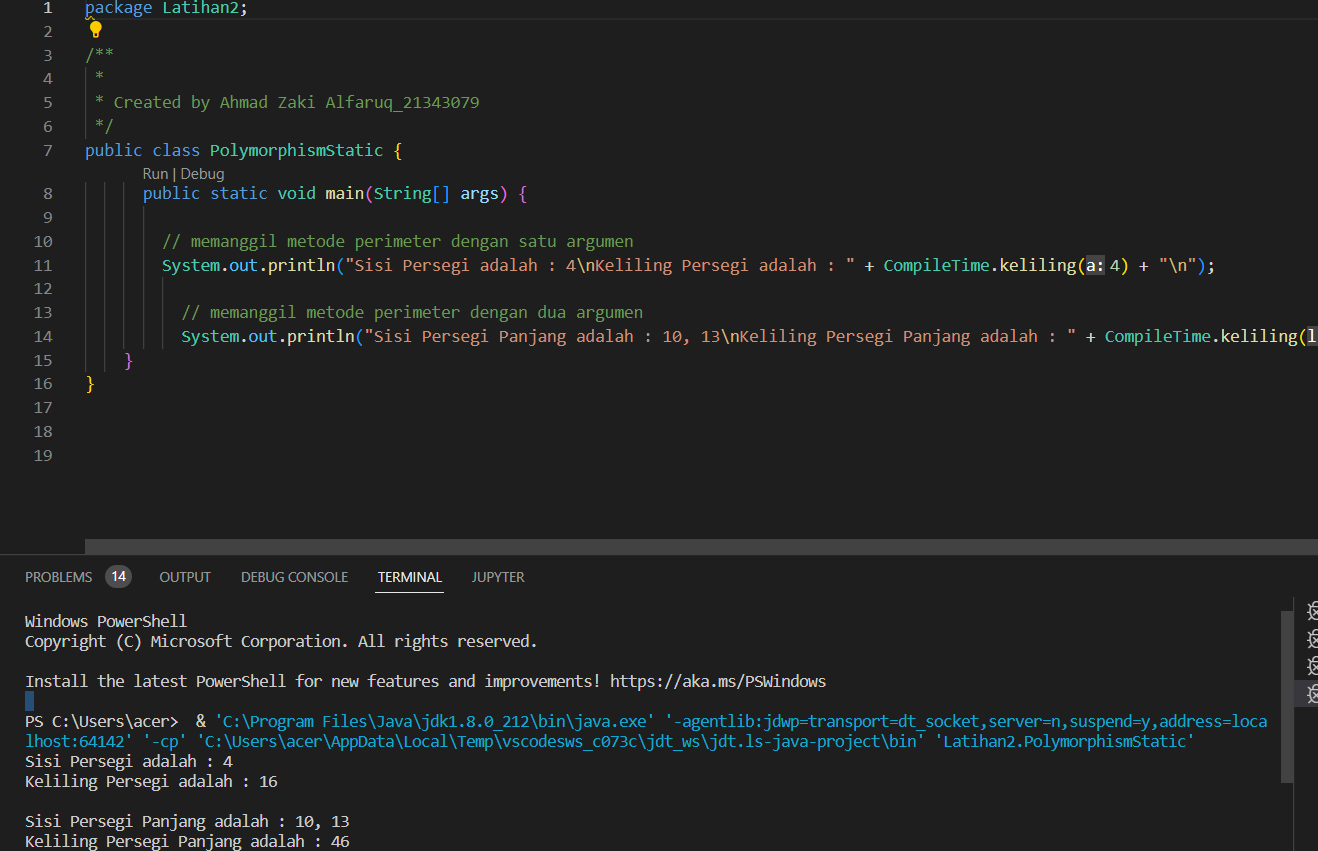 1 package Latihan2;
2
3 /**
4 *
5 * Created by Ahmad Zaki Alfaruq_21343079
6 */
7 public class PolymorphismStatic {
Run | Debug
8 public static void main(String[] args) {
9
10 // memanggil metode perimeter dengan satu argumen
11 System.out.println("Sisi Persegi adalah : 4\nKeliling Persegi adalah : " + CompileTime.keliling(a: 4) + "\n");
12
13 // memanggil metode perimeter dengan dua argumen
14 System.out.println("Sisi Persegi Panjang adalah : 10, 13\nKeliling Persegi Panjang adalah : " + CompileTime.keliling(l
15 }
16 }
17
18
19
PROBLEMS 14 OUTPUT DEBUG CONSOLE TERMINAL JUPYTER
Windows PowerShell
Copyright (C) Microsoft Corporation. All rights reserved.
Install the latest PowerShell for new features and improvements! https://aka.ms/PSWindows
PS C:\Users\acer>  & 'C:\Program Files\Java\jdk1.8.0_212\bin\java.exe' '-agentlib:jdwp=transport=dt_socket,server=n,suspend=y,address=loca
lhost:64142' '-cp' 'C:\Users\acer\AppData\Local\Temp\vscodesws_c073c\jdt_ws\jdt.ls-java-project\bin' 'Latihan2.PolymorphismStatic'
Sisi Persegi adalah : 4
Keliling Persegi adalah : 16
Sisi Persegi Panjang adalah : 10, 13
Keliling Persegi Panjang adalah : 46